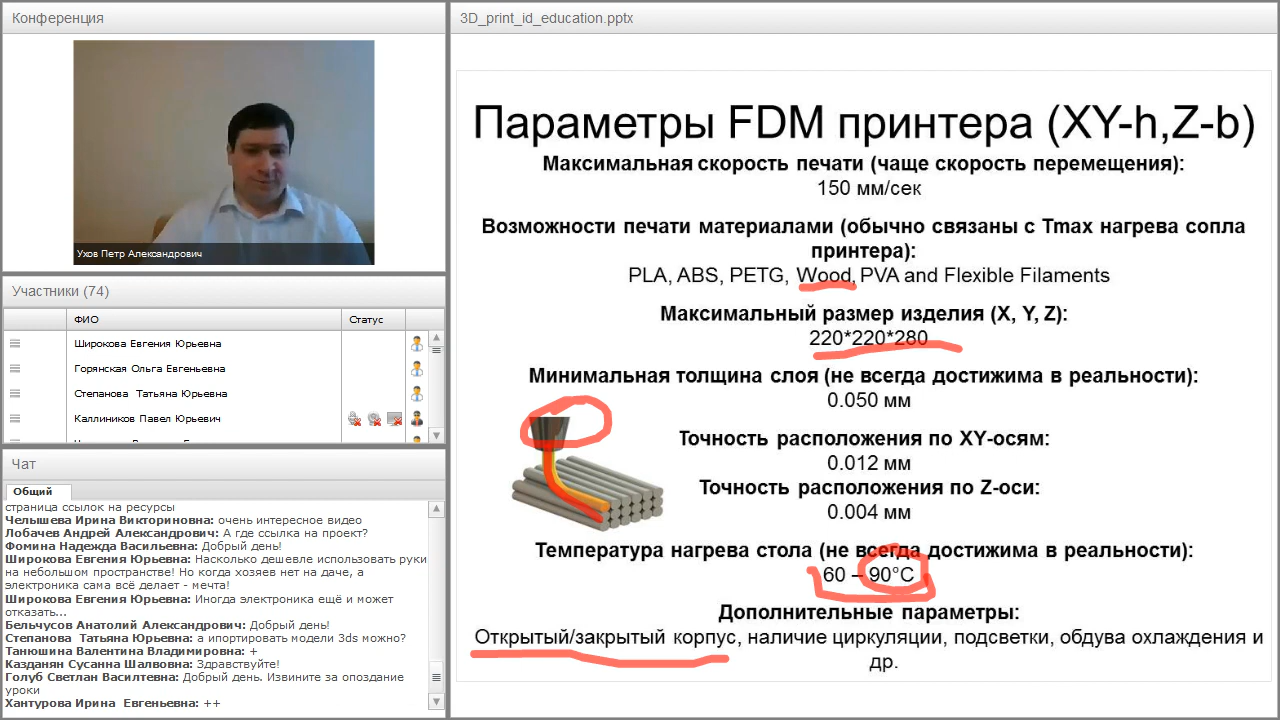 Конференция
Ухов Петр Александрович
Участники (74)
ФИО
Статус
Широкова Евгения Юрьевна
Горянская Ольга Евгеньевна
Степанова Татьяна Юрьевна
Каллиников Павел Юрьевич
Чат
Общий
страница ссылок на ресурсы
Челышева Ирина Викториновна: очень интересное видео
Лобачев Андрей Александрович: А где ссылка на проект?
Фомина Надежда Васильевна: Добрый день!
Широкова Евгения Юрьевна: Насколько дешевле использовать руки
на небольшом пространстве! Но когда хозяев нет на даче, а
электроника сама всё делает - мечта!
Широкова Евгения Юрьевна: Иногда электроника ещё и может
отказать...
Бельчусов Анатолий Александрович: Добрый день!
Степанова Татьяна Юрьевна: а ипортировать модели 3ds можно?
Танюшина Валентина Владимировна: +
Казданян Сусанна Шалвовна: Здравствуйте!
Голуб Светлан Василтевна: Добрый день. Извините за опоздание
уроки
Хантурова Ирина Евгеньевна: ++
3D_print_id_education.pptx
Параметры FDM принтера (XY-h,Z-b)
Максимальная скорость печати (чаще скорость перемещения):
150 мм/сек
Возможности печати материалами (обычно связаны с Tmax нагрева сопла
принтера):
PLA, ABS, PETG, Wood, PVA and Flexible Filaments
Максимальный размер изделия (X, Y, Z):
220*220*280
Минимальная толщина слоя (не всегда достижима в реальности):
0.050 мм
Точность расположения по XY-осям:
0.012 мм
Точность расположения по Z-оси:
0.004 мм
Температура нагрева стола (не всегда достижима в реальности):
60 – 90°C
Дополнительные параметры:
Открытый/закрытый корпус, наличие циркуляции, подсветки, обдува охлаждения и
др.